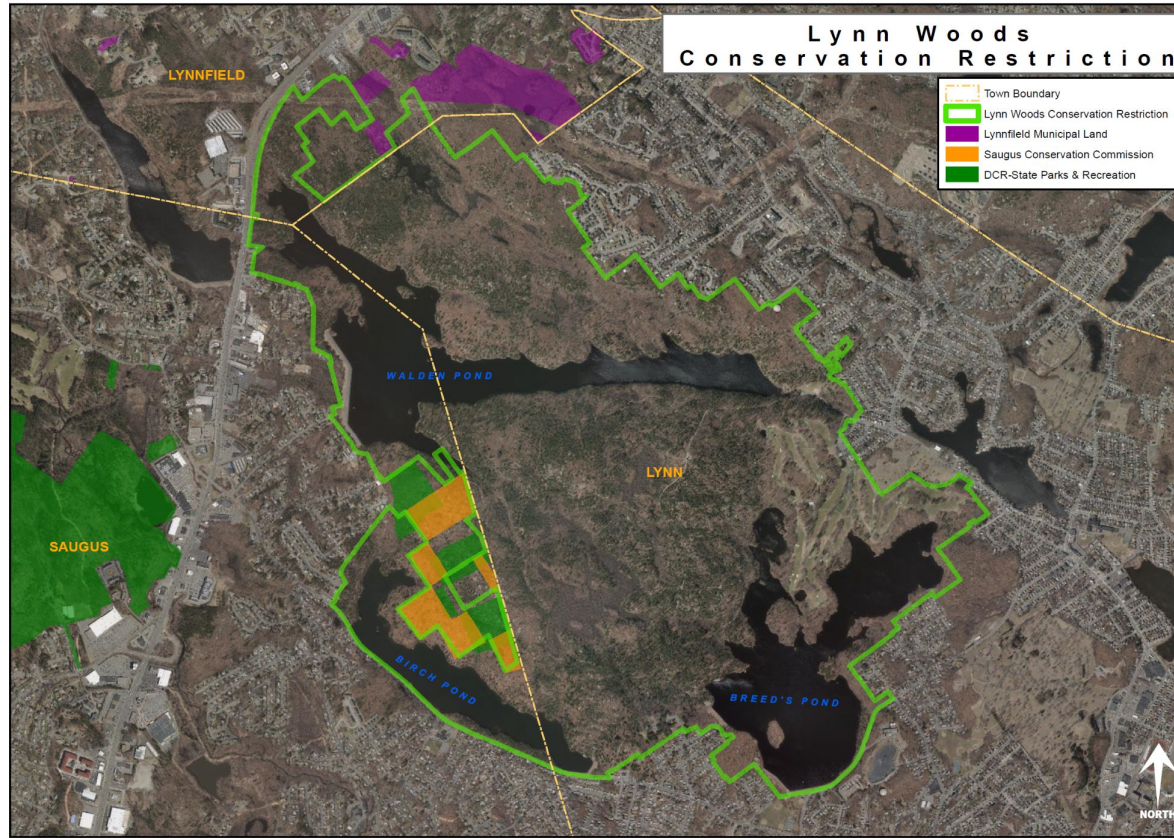 Lynn Woods
Conservation Restriction
Town Boundary
Lynn Woods Conservation Restriction
Lynnfileld Municipal Land
Saugus Conservation Commission
DCR-State Parks & Recreation
LYNNFIELD
WALDEN POND
LYNN
SAUGUS
BIRCH POND
BREED'S POND
NORTH